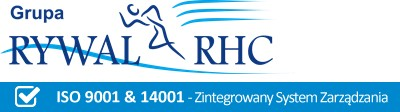 Grupa
RYWAL RHC
ISO 9001 & 14001 - Zintegrowany System Zarządzania